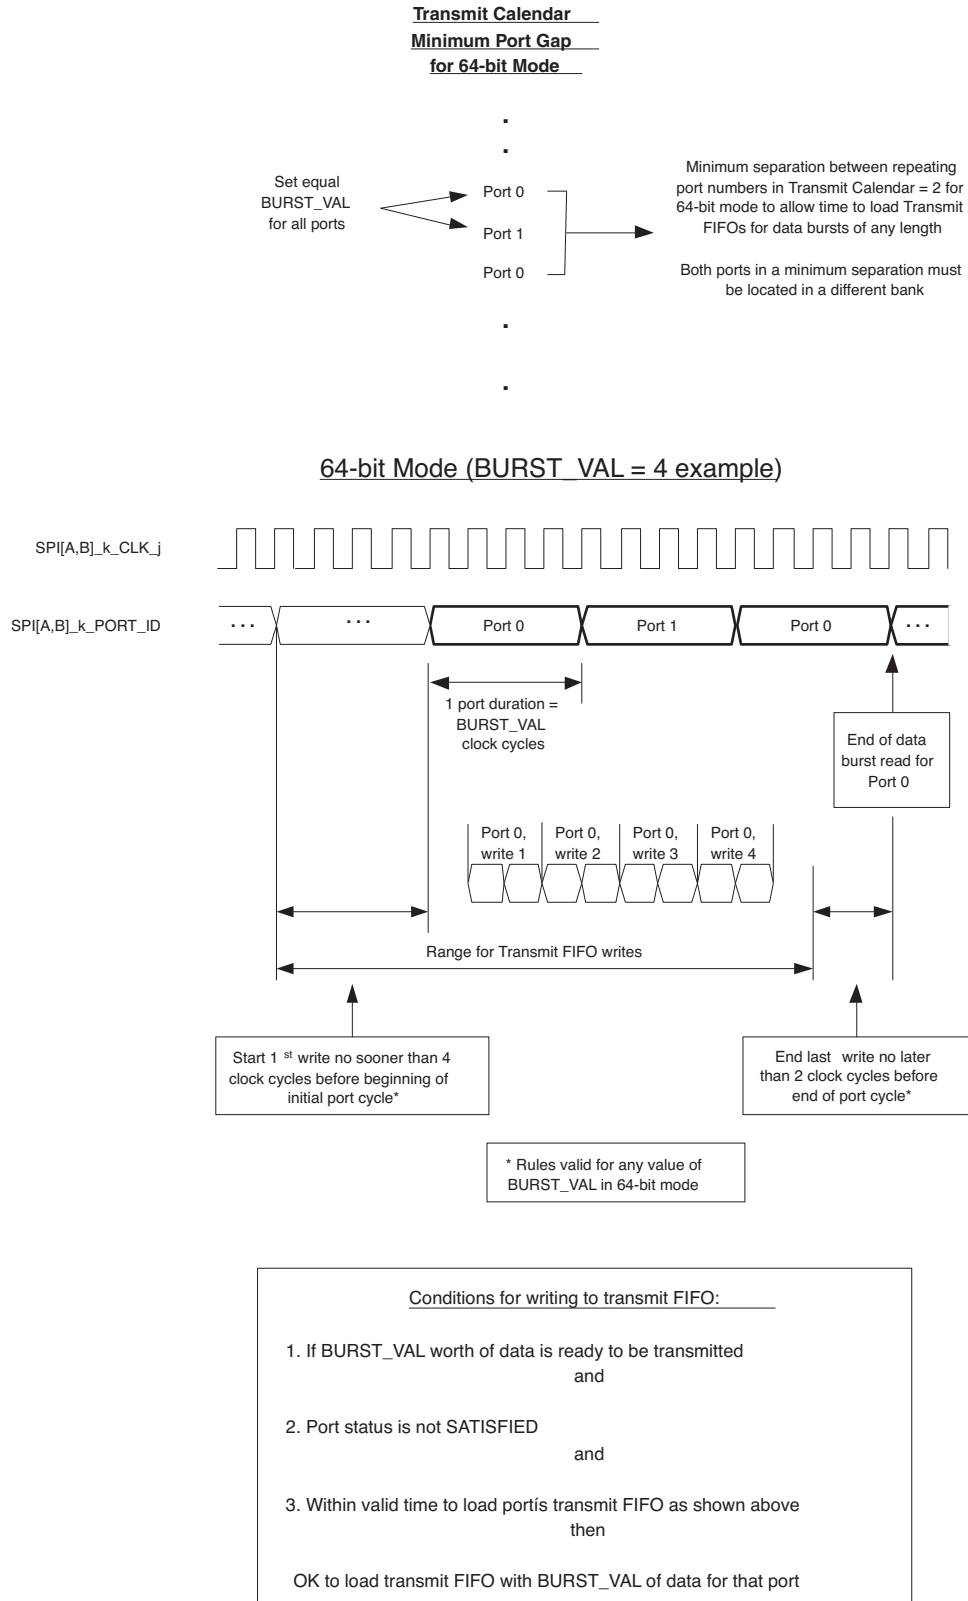 Transmit Calendar
Minimum Port Gap
for 64-bit Mode
Set equal
BURST_VAL
for all ports
Port 0
Port 1
Port 0
Minimum separation between repeating
port numbers in Transmit Calendar = 2 for
64-bit mode to allow time to load Transmit
FIFOs for data bursts of any length
Both ports in a minimum separation must
be located in a different bank
64-bit Mode (BURST_VAL = 4 example)
SPI[A,B]_k_CLK_j
SPI[A,B]_k_PORT_ID
... ... Port 0 Port 1 Port 0 ...
1 port duration =
BURST_VAL
clock cycles
End of data
burst read for
Port 0
Port 0, Port 0, Port 0, Port 0,
write 1 write 2 write 3 write 4
Range for Transmit FIFO writes
Start 1 st write no sooner than 4
clock cycles before beginning of
initial port cycle*
End last write no later
than 2 clock cycles before
end of port cycle*
* Rules valid for any value of
BURST_VAL in 64-bit mode
Conditions for writing to transmit FIFO:
1. If BURST_VAL worth of data is ready to be transmitted
and
2. Port status is not SATISFIED
and
3. Within valid time to load portís transmit FIFO as shown above
then
OK to load transmit FIFO with BURST_VAL of data for that port